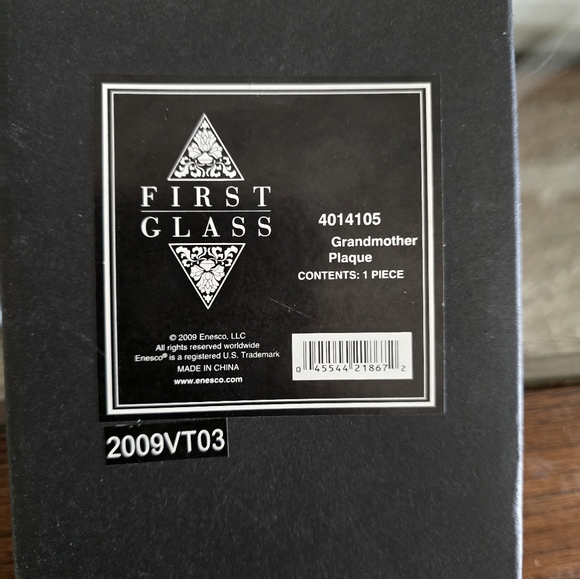 FIRST
GLASS
4014105
Grandmother
Plaque
CONTENTS: 1 PIECE
© 2009 Enesco, LLC
All rights reserved worldwide
Enesco® is a registered U.S. Trademark
MADE IN CHINA
www.enesco.com
0 45544 21867 2
2009VT03